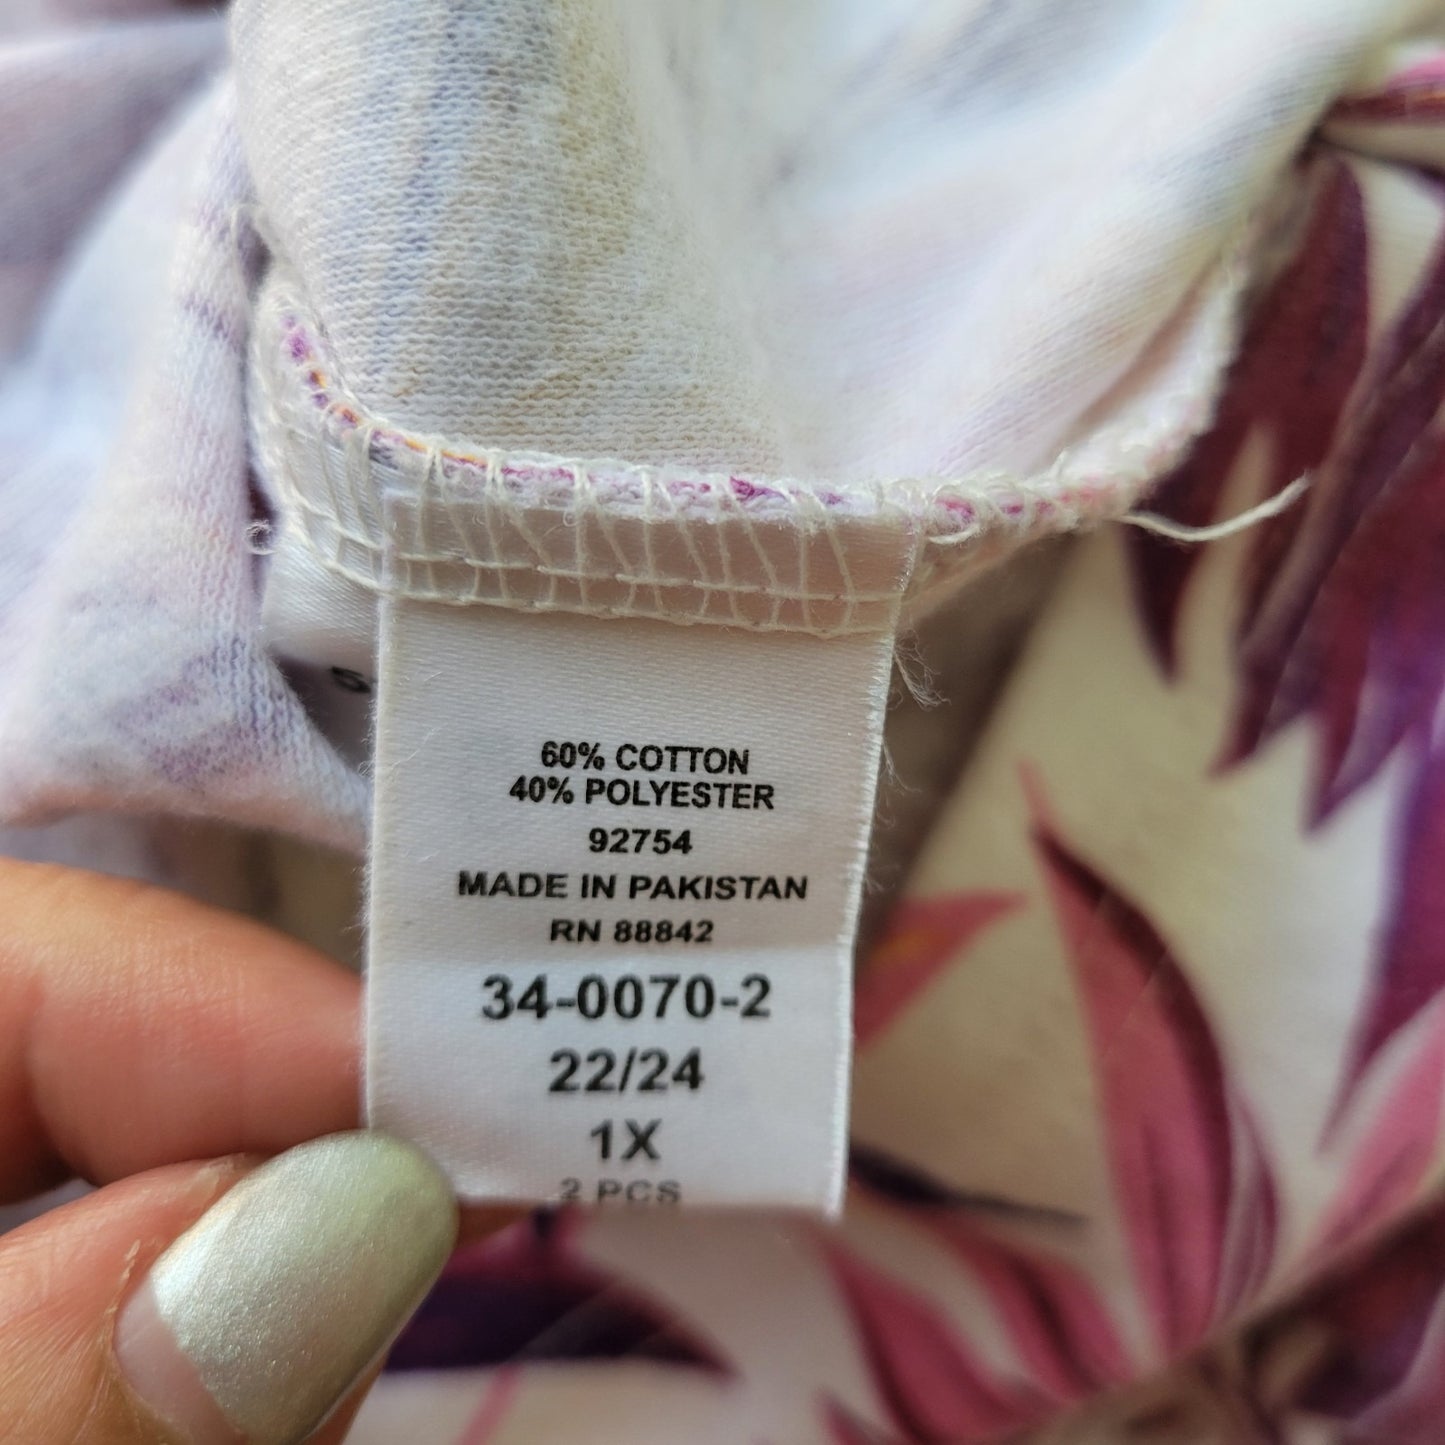 60% COTTON
40% POLYESTER
92754
MADE IN PAKISTAN
RN 88842
34-0070-2
22/24
1X
2 PCS